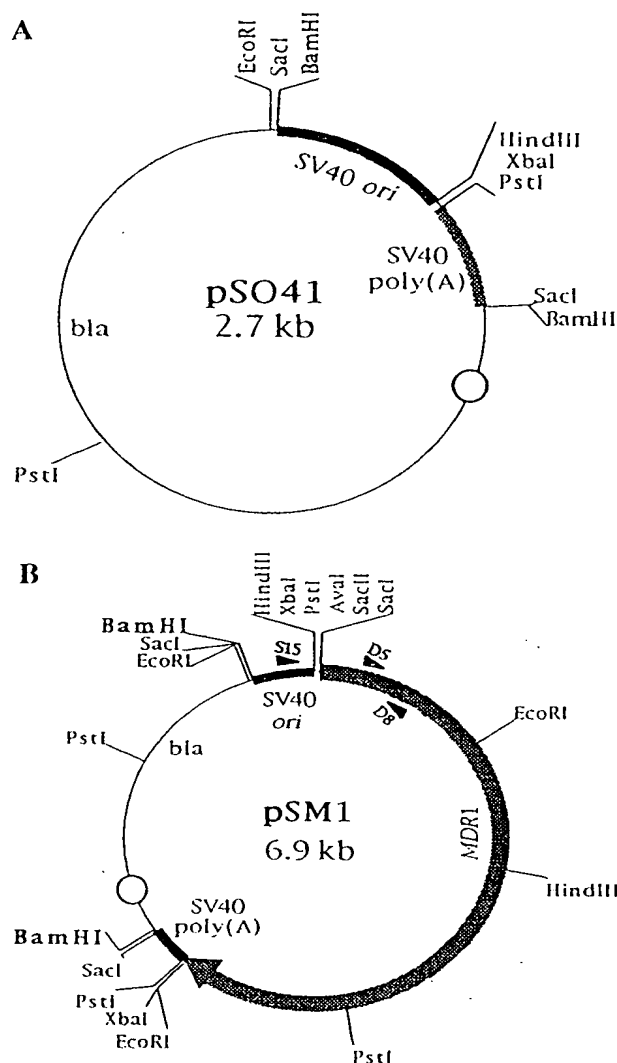 A
EcoRI
SacI
BamHI
HindIII
XbaI
PstI
SV40 ori
SV40
poly(A)
pSO41
2.7 kb
bla
SacI
BamHI
PstI
B
HindIII
XbaI
PstI
AvaI
SacII
SacI
BamHI
SacI
EcoRI
S15
D5
D8
SV40
ori
EcoRI
PstI
bla
pSM1
6.9 kb
MDR1
HindIII
SV40
poly(A)
BamHI
SacI
PstI
XbaI
EcoRI
PstI